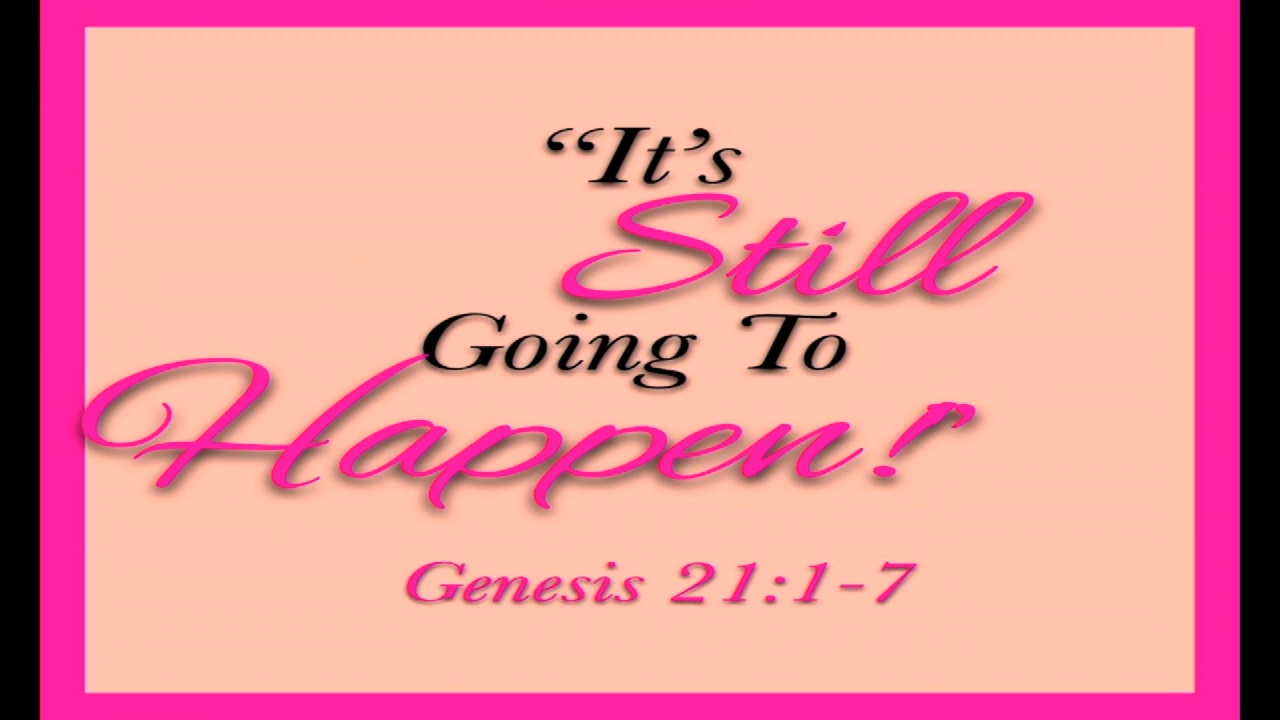 “It’s
Still
Going To
Happen!”
Genesis 21:1-7